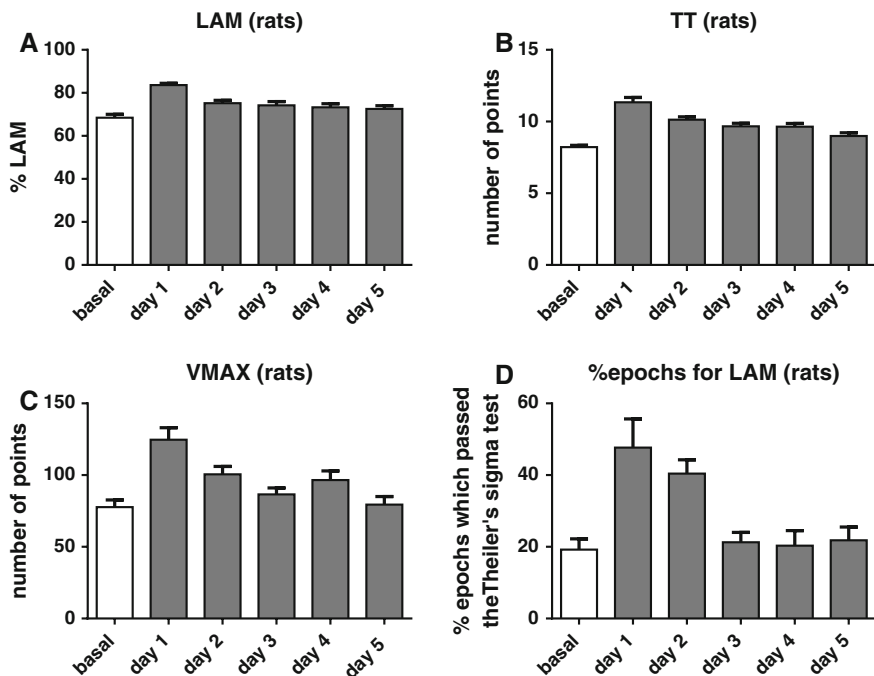 A
LAM (rats)
% LAM
100
80
60
40
20
0
basal
day 1
day 2
day 3
day 4
day 5
B
TT (rats)
number of points
15
10
5
0
basal
day 1
day 2
day 3
day 4
day 5
C
VMAX (rats)
number of points
150
100
50
0
basal
day 1
day 2
day 3
day 4
day 5
D
%epochs for LAM (rats)
% epochs which passed
theTheiler's sigma test
60
40
20
0
basal
day 1
day 2
day 3
day 4
day 5